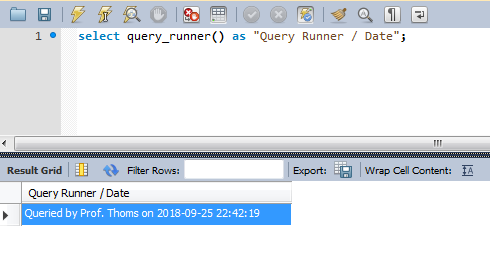 1 select query_runner() as "Query Runner / Date";
Result Grid Filter Rows: Export: Wrap Cell Content:
Query Runner / Date
Queried by Prof. Thoms on 2018-09-25 22:42:19